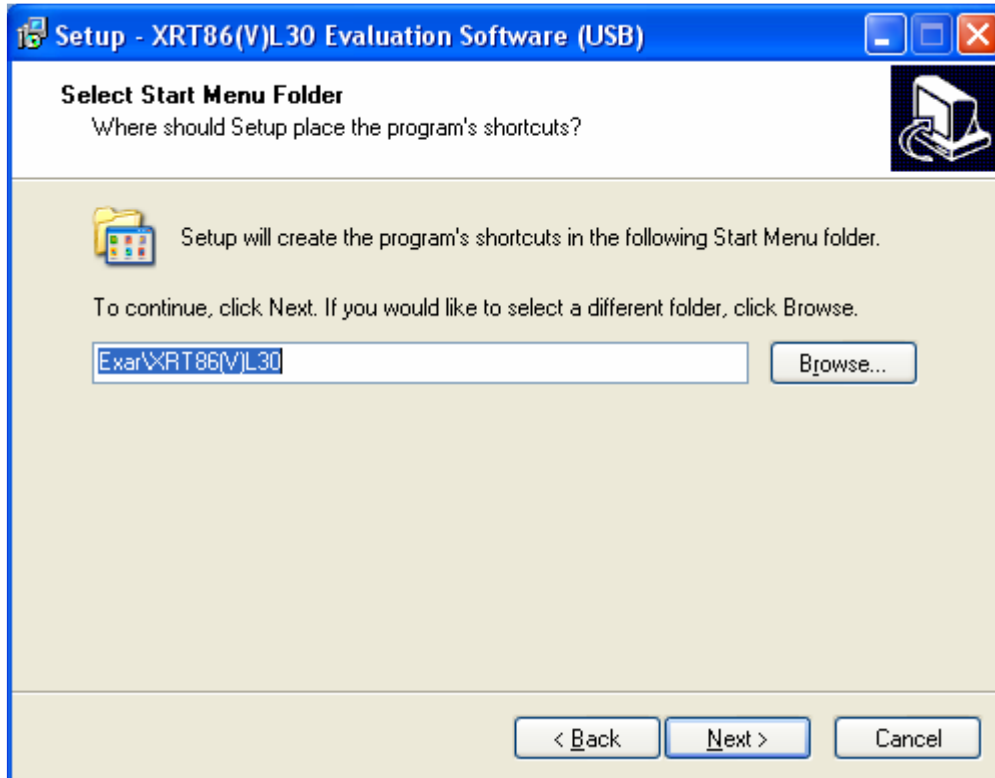 Setup - XRT86(V)L30 Evaluation Software (USB)
Select Start Menu Folder
Where should Setup place the program's shortcuts?
Setup will create the program's shortcuts in the following Start Menu folder.
To continue, click Next. If you would like to select a different folder, click Browse.
Exar\XRT86(V)L30
Browse...
< Back
Next >
Cancel